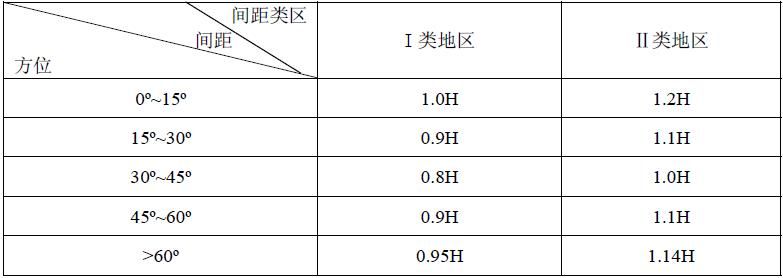 间距类区
间距
方位
Ⅰ类地区
Ⅱ类地区
0º~15º 1.0H 1.2H
15º~30º 0.9H 1.1H
30º~45º 0.8H 1.0H
45º~60º 0.9H 1.1H
>60º 0.95H 1.14H